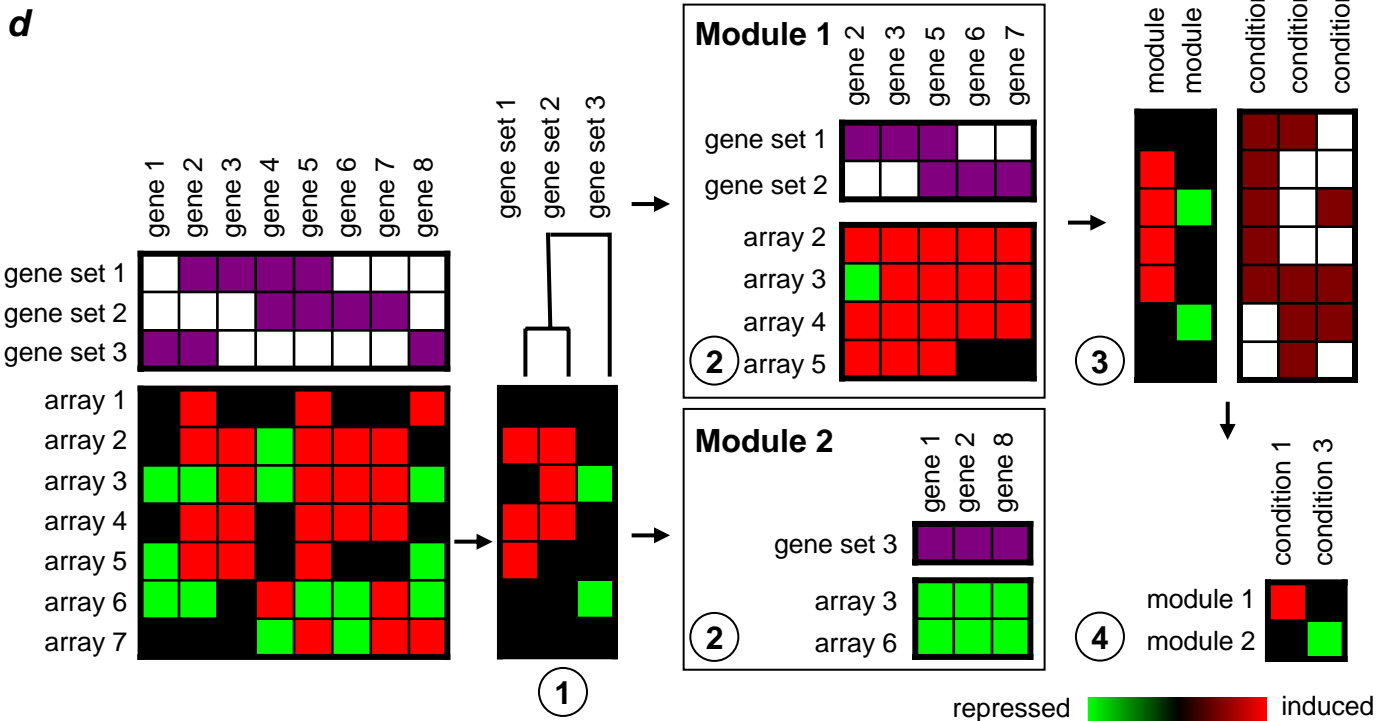 d
gene 1
gene 2
gene 3
gene 4
gene 5
gene 6
gene 7
gene 8
gene set 1
gene set 2
gene set 3
array 1
array 2
array 3
array 4
array 5
array 6
array 7
gene set 1
gene set 2
gene set 3
1
Module 1
gene 2
gene 3
gene 5
gene 6
gene 7
gene set 1
gene set 2
array 2
array 3
array 4
array 5
2
Module 2
gene 1
gene 2
gene 8
gene set 3
array 3
array 6
2
module
module
condition
condition
condition
3
condition 1
condition 3
module 1
module 2
4
repressed
induced